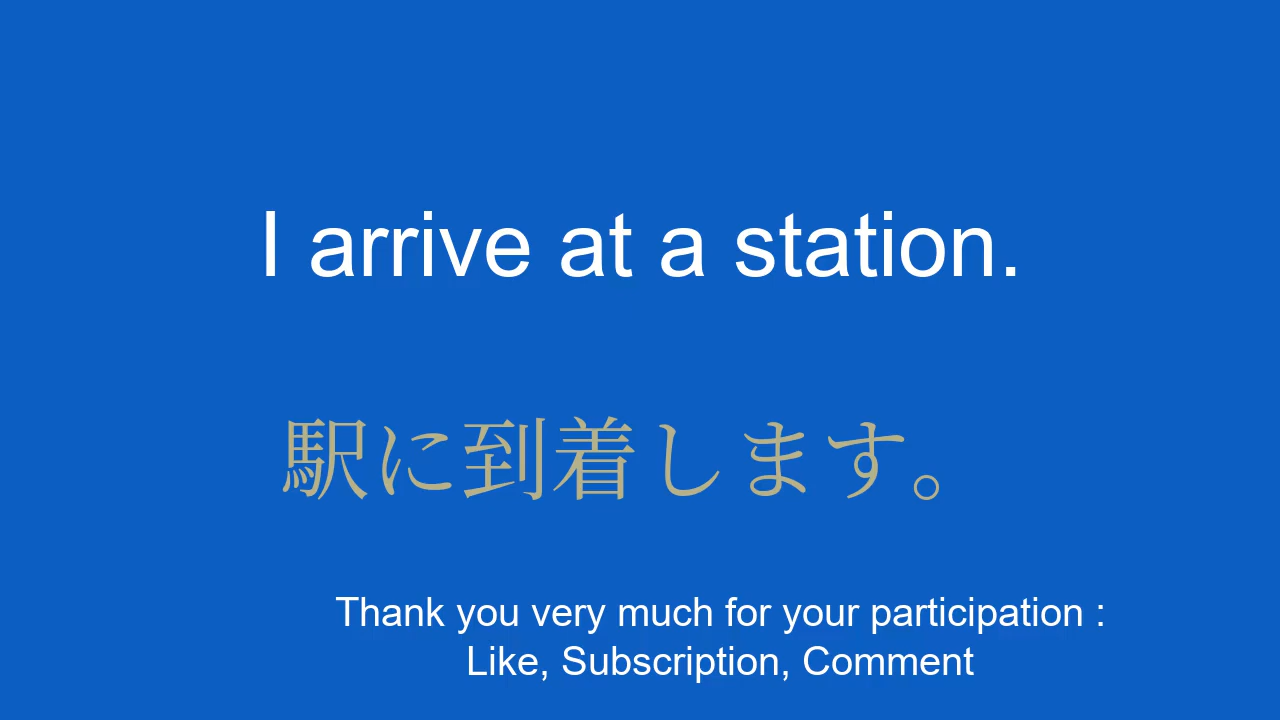 I arrive at a station.
駅に到着します。
Thank you very much for your participation :
Like, Subscription, Comment